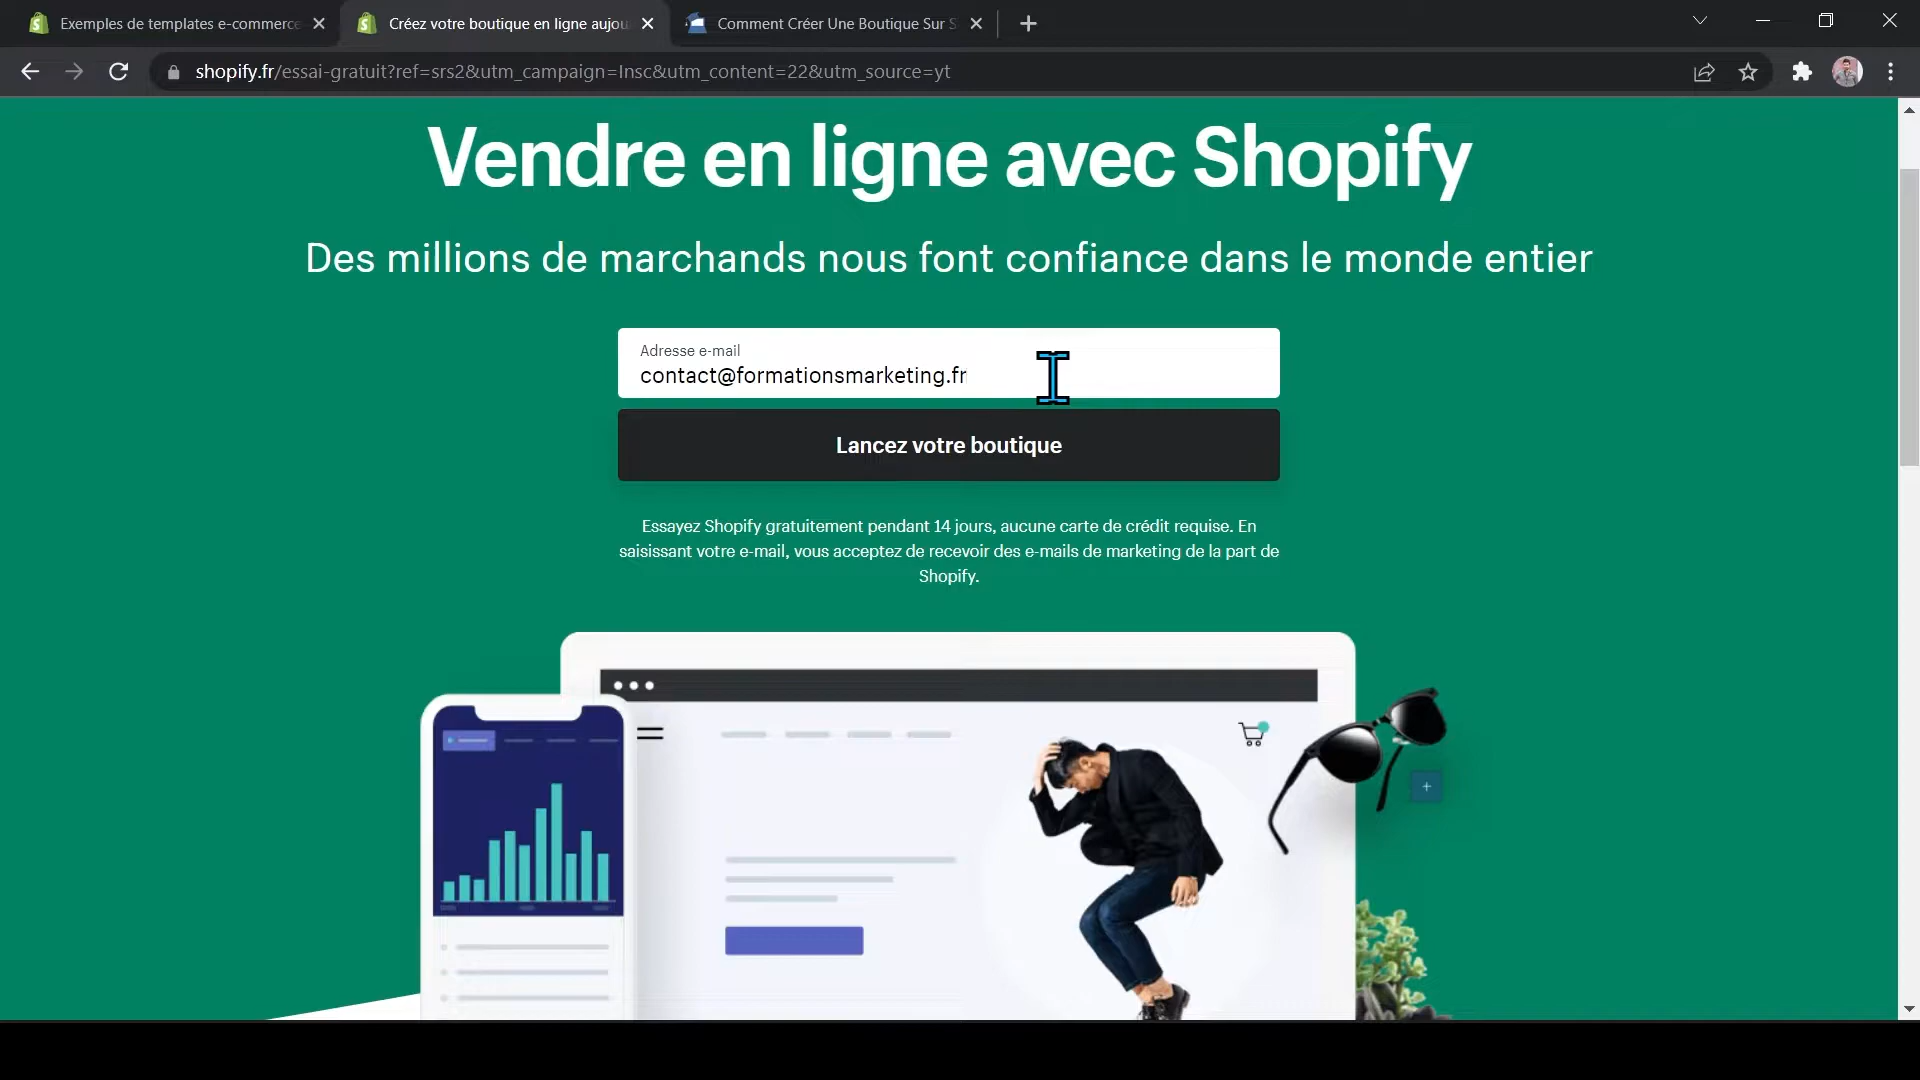 Exemples de templates e-commerce
Créez votre boutique en ligne aujou
Comment Créer Une Boutique Sur S
shopify.fr/essai-gratuit?ref=srs2&utm_campaign=Insc&utm_content=22&utm_source=yt
Vendre en ligne avec Shopify
Des millions de marchands nous font confiance dans le monde entier
Adresse e-mail
contact@formationsmarketing.fr
Lancez votre boutique
Essayez Shopify gratuitement pendant 14 jours, aucune carte de crédit requise. En
saisissant votre e-mail, vous acceptez de recevoir des e-mails de marketing de la part de
Shopify.